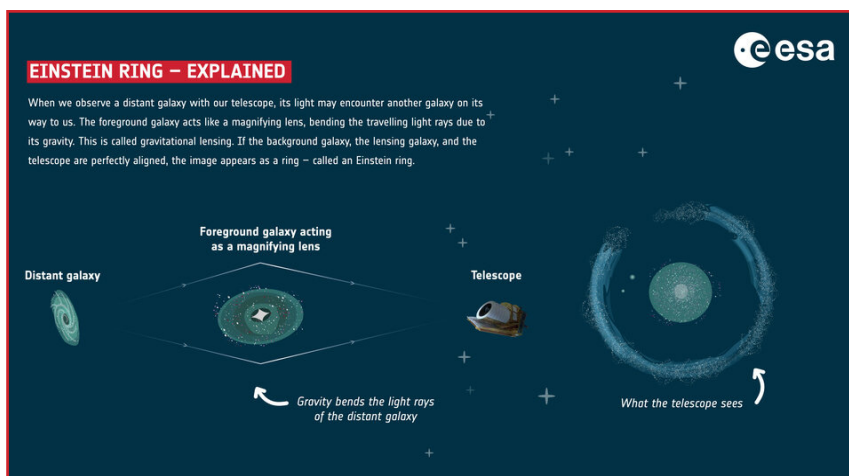 esa
EINSTEIN RING – EXPLAINED
When we observe a distant galaxy with our telescope, its light may encounter another galaxy on its
way to us. The foreground galaxy acts like a magnifying lens, bending the travelling light rays due to
its gravity. This is called gravitational lensing. If the background galaxy, the lensing galaxy, and the
telescope are perfectly aligned, the image appears as a ring – called an Einstein ring.
Foreground galaxy acting
as a magnifying lens
Distant galaxy
Telescope
Gravity bends the light rays
of the distant galaxy
What the telescope sees